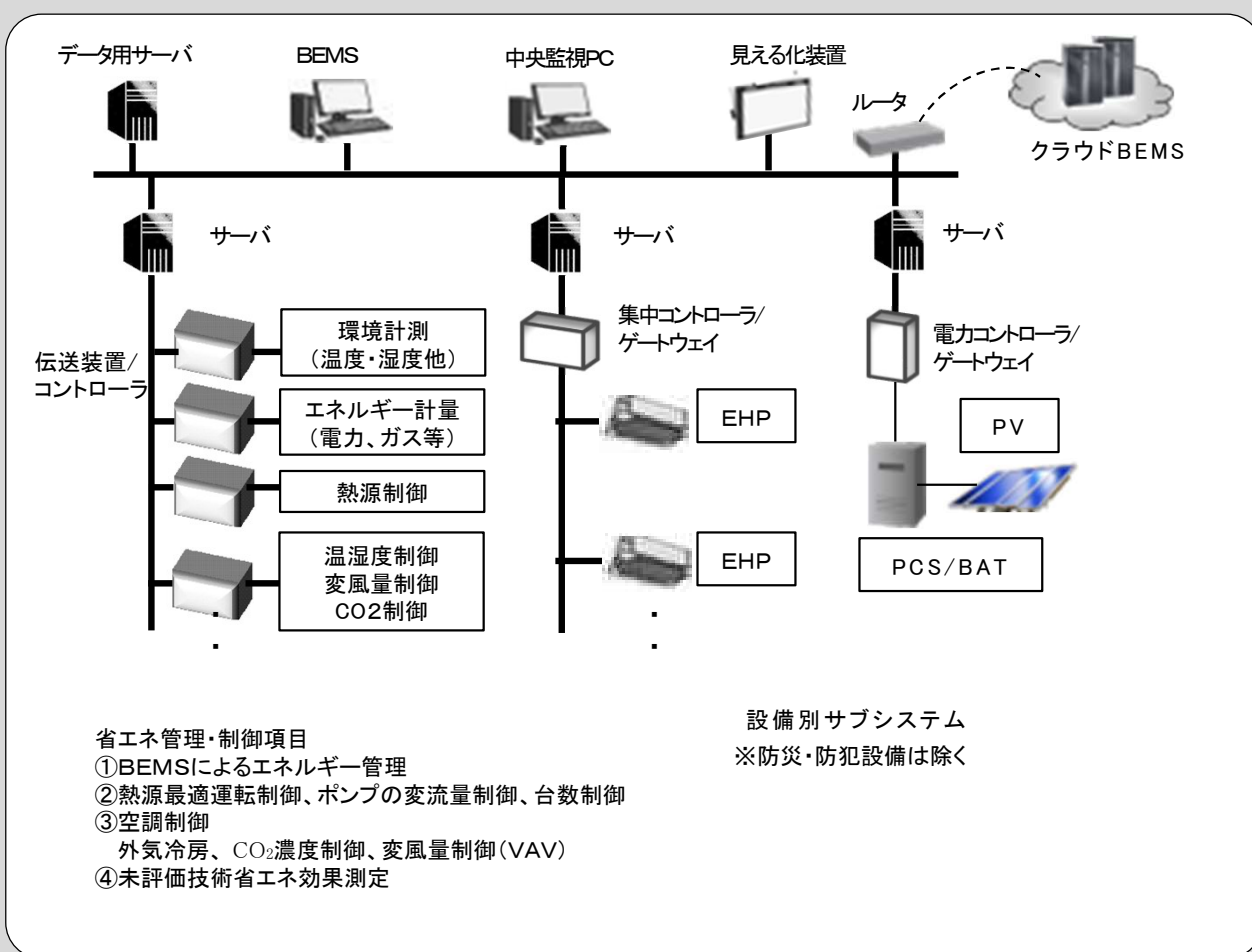 データ用サーバ
BEMS
中央監視PC
見える化装置
ルータ
クラウドBEMS
サーバ
サーバ
サーバ
伝送装置/
コントローラ
環境計測
(温度・湿度他)
エネルギー計量
(電力、ガス等)
熱源制御
温湿度制御
変風量制御
CO2制御
集中コントローラ/
ゲートウェイ
EHP
EHP
電力コントローラ/
ゲートウェイ
PV
PCS/BAT
省エネ管理・制御項目
①BEMSによるエネルギー管理
②熱源最適運転制御、ポンプの変流量制御、台数制御
③空調制御
外気冷房、CO₂濃度制御、変風量制御(VAV)
④未評価技術省エネ効果測定
設備別サブシステム
※防災・防犯設備は除く